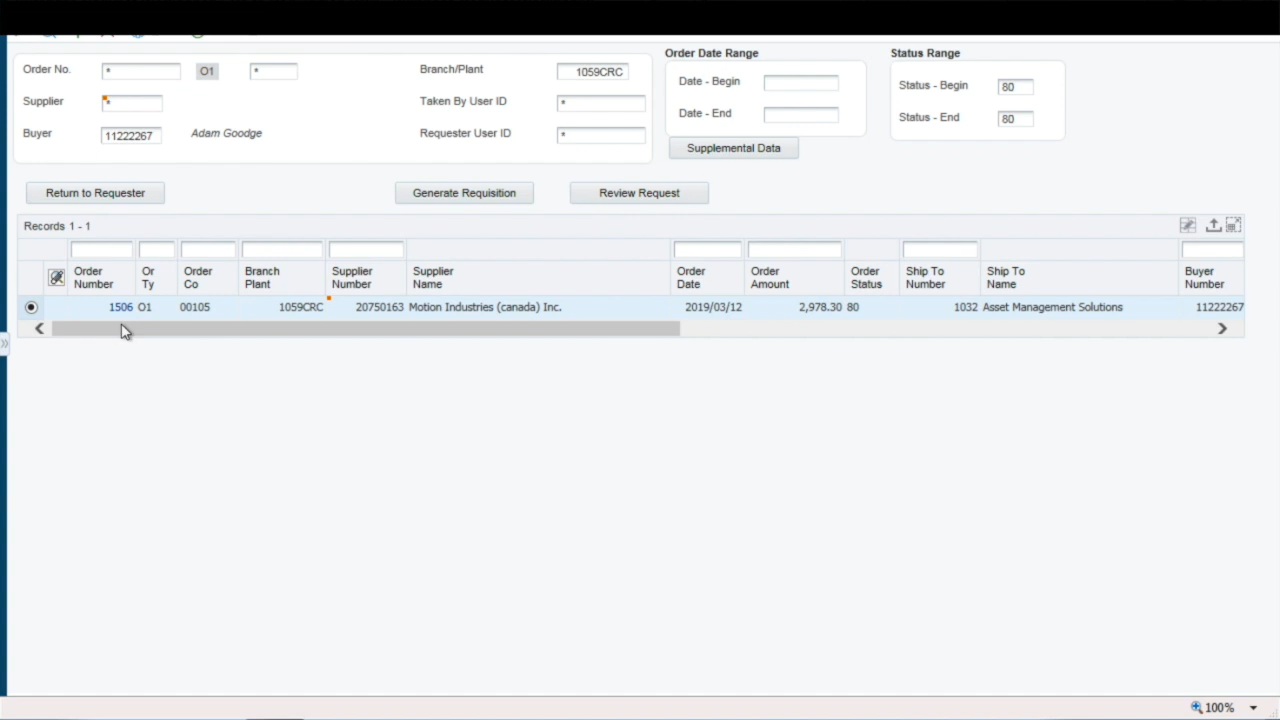 Order No. * O1 *
Supplier *
Buyer 11222267 Adam Goodge
Branch/Plant 1059CRC
Taken By User ID *
Requester User ID *
Order Date Range
Date - Begin
Date - End
Supplemental Data
Status Range
Status - Begin 80
Status - End 80
Return to Requester
Generate Requisition
Review Request
Records 1 - 1
Order Number
Or Ty
Order Co
Branch Plant
Supplier Number
Supplier Name
Order Date
Order Amount
Order Status
Ship To Number
Ship To Name
Buyer Number
1506 O1 00105 1059CRC 20750163 Motion Industries (canada) Inc. 2019/03/12 2,978.30 80 1032 Asset Management Solutions 11222267
100%